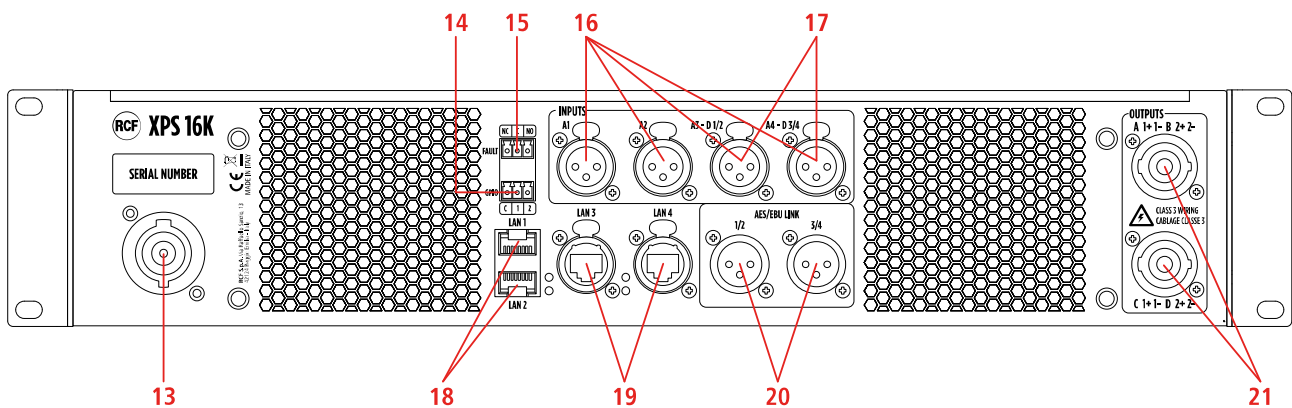 14 15 16 17
RCF XPS 16K
SERIAL NUMBER
MADE IN ITALY
RCF S.p.A.
NC C NO
FAULT
GPIO
C 1 2
LAN 1
LAN 2
INPUTS
A1 A2 A3 - D 1/2 A4 - D 3/4
LAN 3 LAN 4
AES/EBU LINK
1/2 3/4
OUTPUTS
A 1+ 1- B 2+ 2-
CLASS 3 WIRING
CABLAGE CLASSE 3
C 1+ 1- D 2+ 2-
13 18 19 20 21